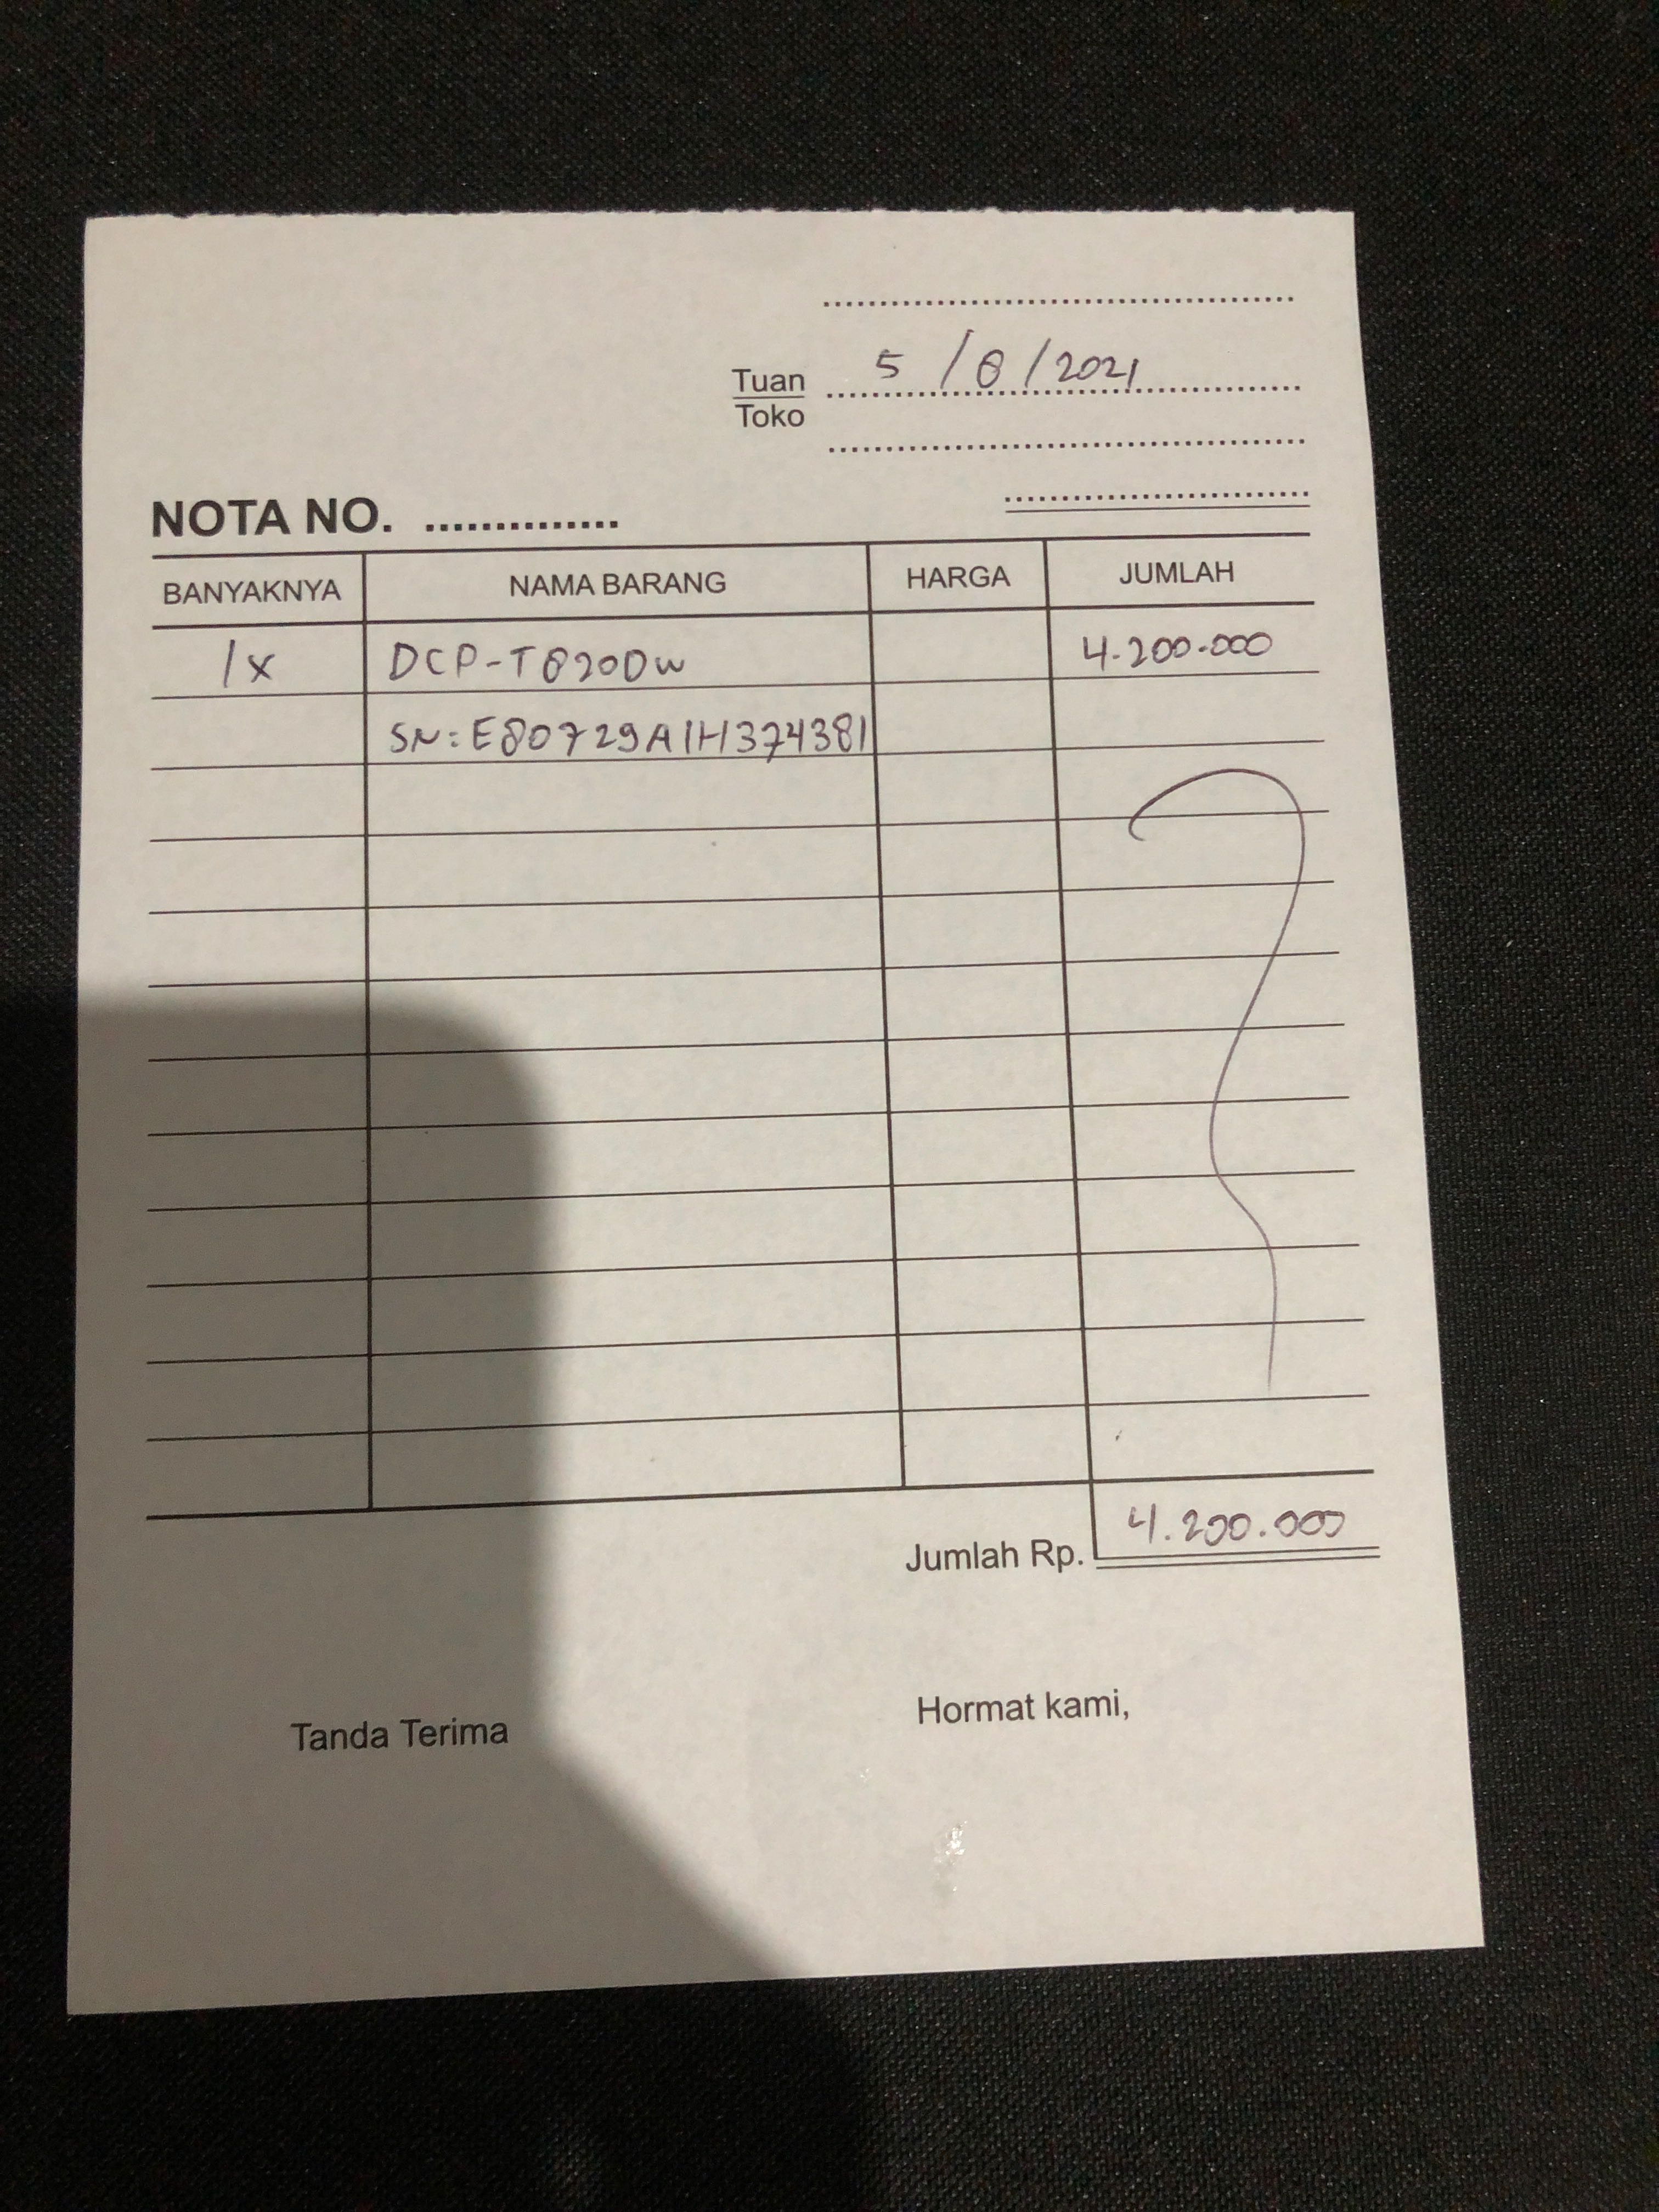 5/8/2021
Tuan
Toko
NOTA NO. ..............
BANYAKNYA NAMA BARANG HARGA JUMLAH
1x DCP-T820DW 4.200.000
SN: E80729A1H374381
Jumlah Rp. 4.200.000
Tanda Terima Hormat kami,